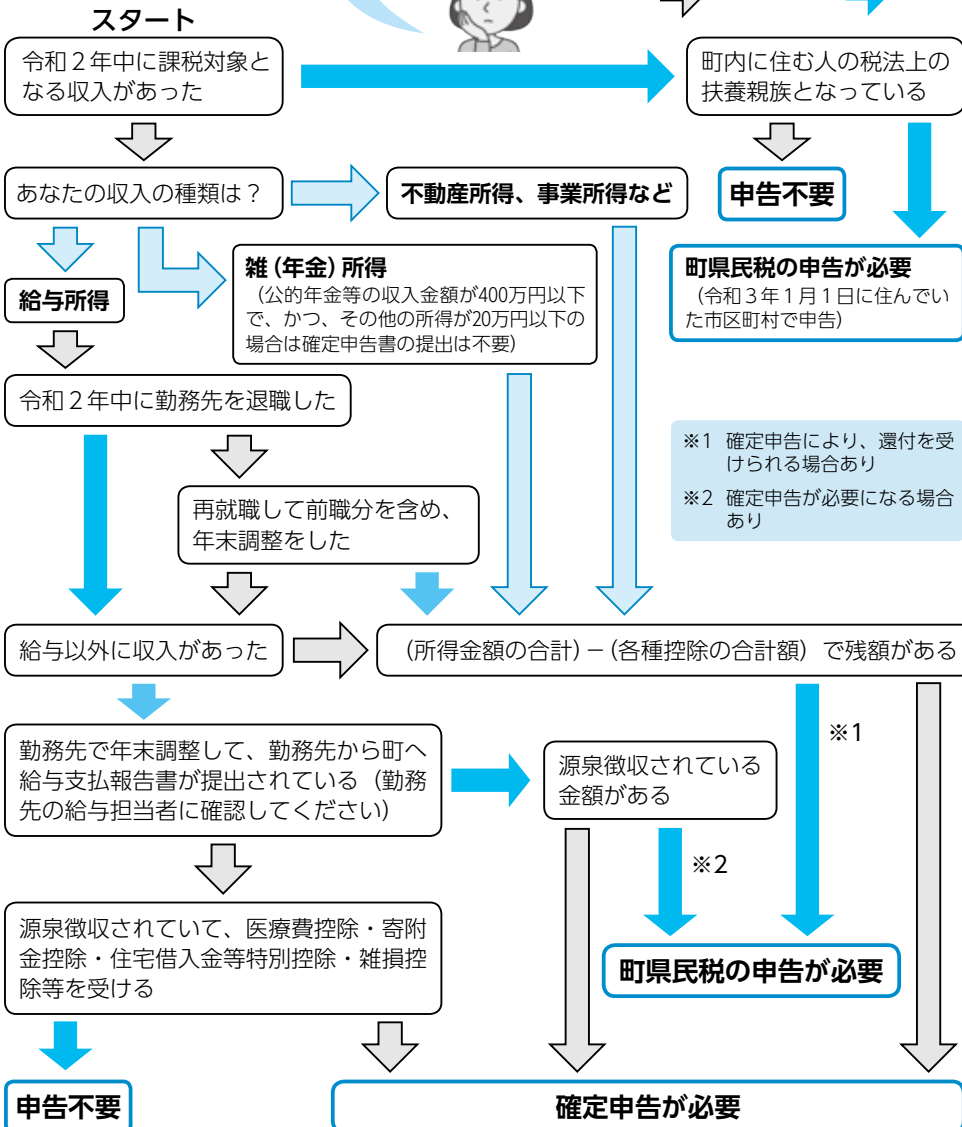 スタート
令和２年中に課税対象と
なる収入があった
町内に住む人の税法上の
扶養親族となっている
あなたの収入の種類は？
不動産所得、事業所得など
申告不要
給与所得
雑（年金）所得
（公的年金等の収入金額が400万円以下
で、かつ、その他の所得が20万円以下の
場合は確定申告書の提出は不要）
町県民税の申告が必要
（令和３年１月１日に住んでい
た市区町村で申告）
令和２年中に勤務先を退職した
※1 確定申告により、還付を受
けられる場合あり
※2 確定申告が必要になる場合
あり
再就職して前職分を含め、
年末調整をした
給与以外に収入があった
（所得金額の合計）－（各種控除の合計額）で残額がある
※1
勤務先で年末調整して、勤務先から町へ
給与支払報告書が提出されている（勤務
先の給与担当者に確認してください）
源泉徴収されている
金額がある
※2
源泉徴収されていて、医療費控除・寄附
金控除・住宅借入金等特別控除・雑損控
除等を受ける
町県民税の申告が必要
申告不要
確定申告が必要